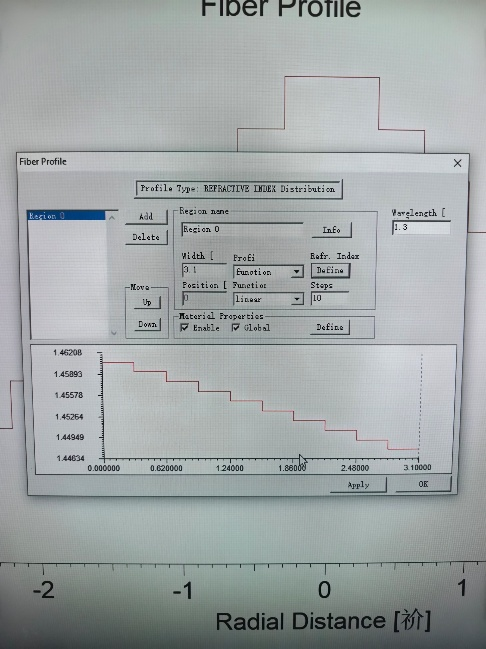 Fiber Profile
Fiber Profile
Profile Type: REFRACTIVE INDEX Distribution
Region 0
Add
Delete
Move
Up
Down
Region name
Region 0
Info
Width [
Profi
Refr. Index
3.1
function
Define
Position [
Function
Steps
0
linear
10
Material Properties
Enable
Global
Define
Wavelength [
1.3
1.46208
1.45893
1.45578
1.45264
1.44949
1.44634
0.000000
0.620000
1.24000
1.86000
2.48000
3.10000
Apply
OK
-2
-1
0
1
Radial Distance [祄]